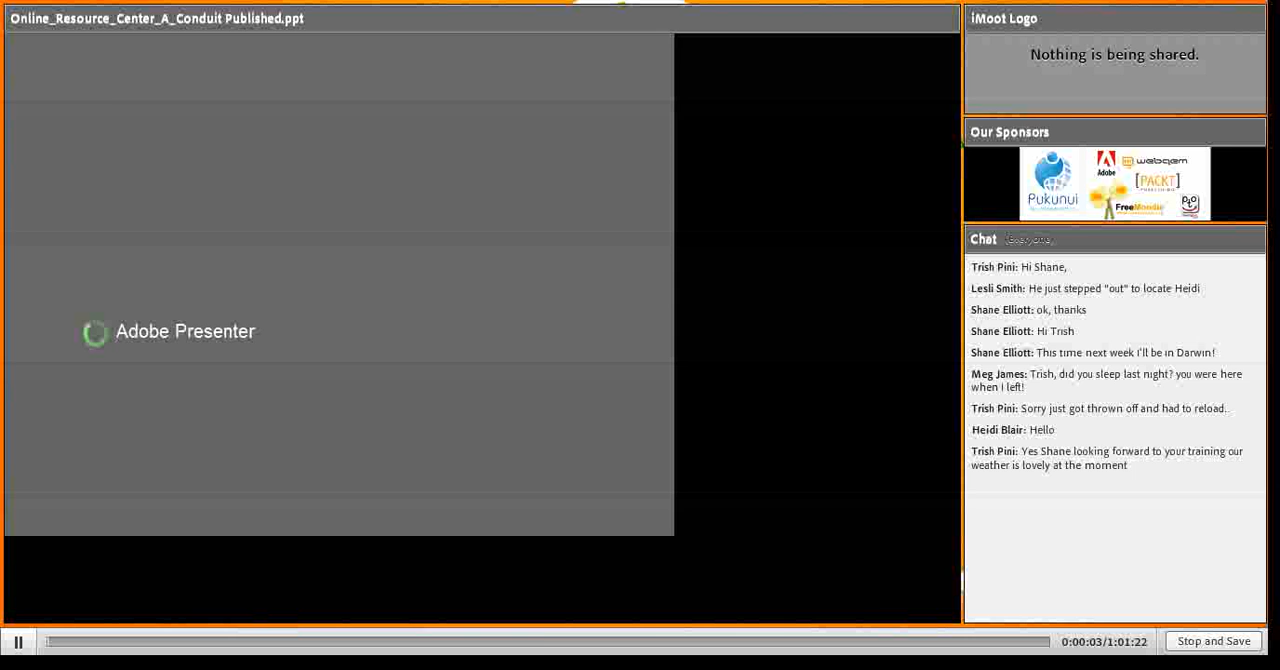 Online_Resource_Center_A_Conduit Published.ppt
Adobe Presenter
iMoot Logo
Nothing is being shared.
Our Sponsors
Pukunui
Adobe
webqem
[PACKT]
PUBLISHING
FreeMoodle
Chat (Everyone)
Trish Pini: Hi Shane,
Lesli Smith: He just stepped "out" to locate Heidi
Shane Elliott: ok, thanks
Shane Elliott: Hi Trish
Shane Elliott: This time next week I'll be in Darwin!
Meg James: Trish, did you sleep last night? you were here
when I left!
Trish Pini: Sorry just got thrown off and had to reload..
Heidi Blair: Hello
Trish Pini: Yes Shane looking forward to your training our
weather is lovely at the moment
0:00:03/1:01:22
Stop and Save